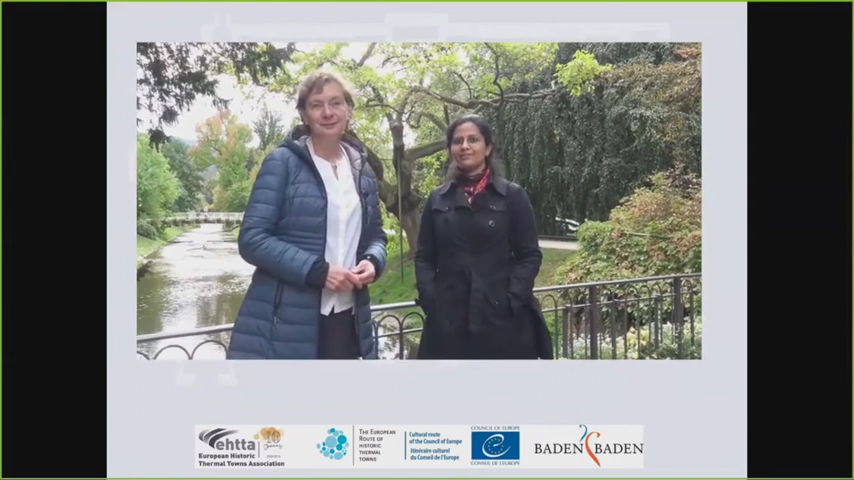 ehtta
10
European Historic
Thermal Towns Association
THE EUROPEAN
ROUTE OF
HISTORIC
THERMAL
TOWNS
Cultural route
of the Council of Europe
Itinéraire culturel
du Conseil de l'Europe
COUNCIL OF EUROPE
CONSEIL DE L'EUROPE
BADEN BADEN